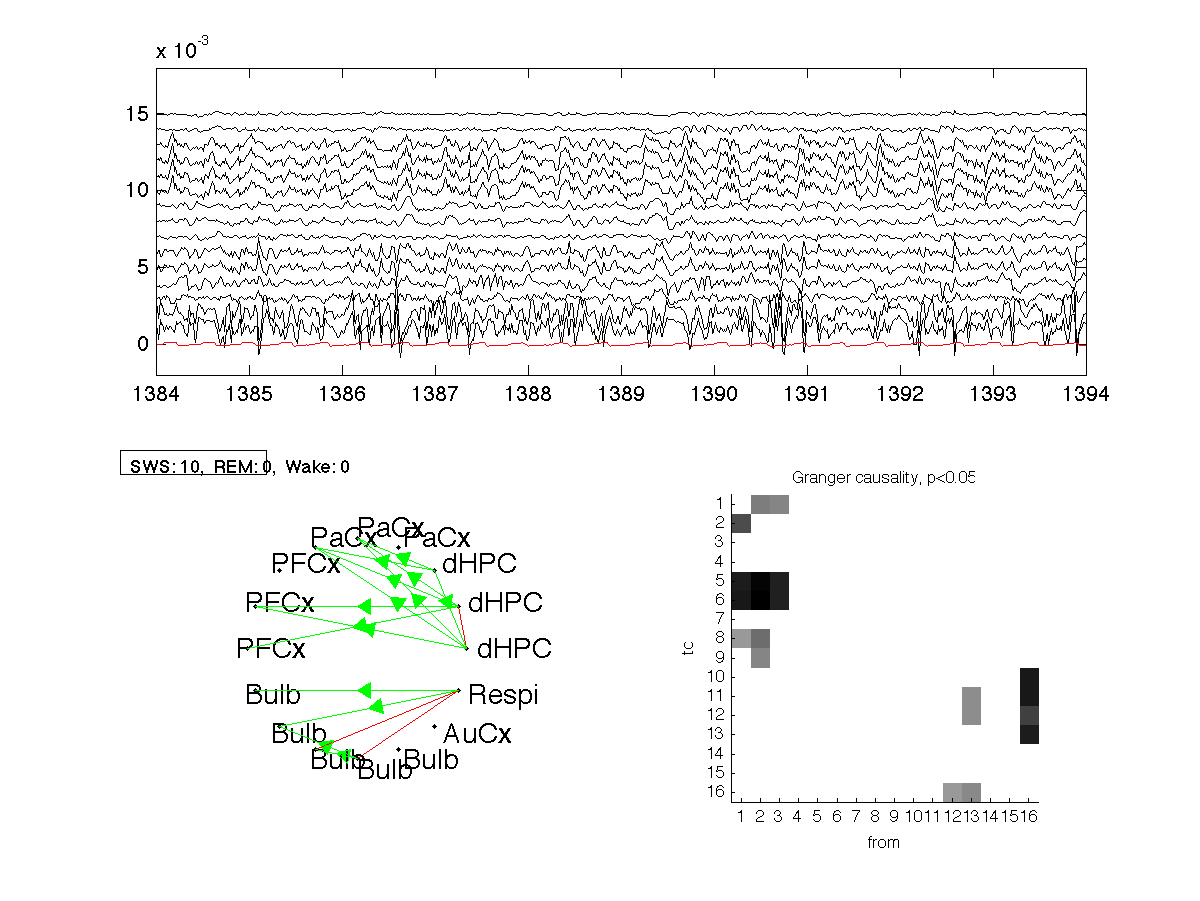 x 10-3
15
10
5
0
1384 1385 1386 1387 1388 1389 1390 1391 1392 1393 1394
SWS:10, REM:0, Wake:0
PaCx
PaCx PaCx
PFCx dHPC
PFCx dHPC
PFCx dHPC
Bulb Respi
Bulb AuCx
Bulb Bulb
Bulb
Granger causality, p<0.05
1
2
3
4
5
6
7
8
9
10
11
12
13
14
15
16
to
1 2 3 4 5 6 7 8 9 10 11 12 13 14 15 16
from